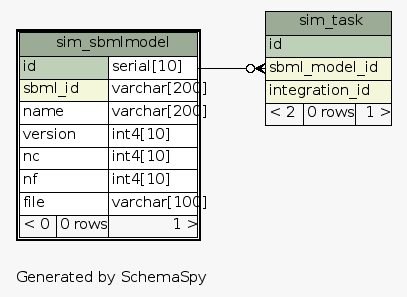 sim_sbmlmodel
id serial[10]
sbml_id varchar[200]
name varchar[200]
version int4[10]
nc int4[10]
nf int4[10]
file varchar[100]
< 0 0 rows 1 >
sim_task
id
sbml_model_id
integration_id
< 2 0 rows 1 >
Generated by SchemaSpy